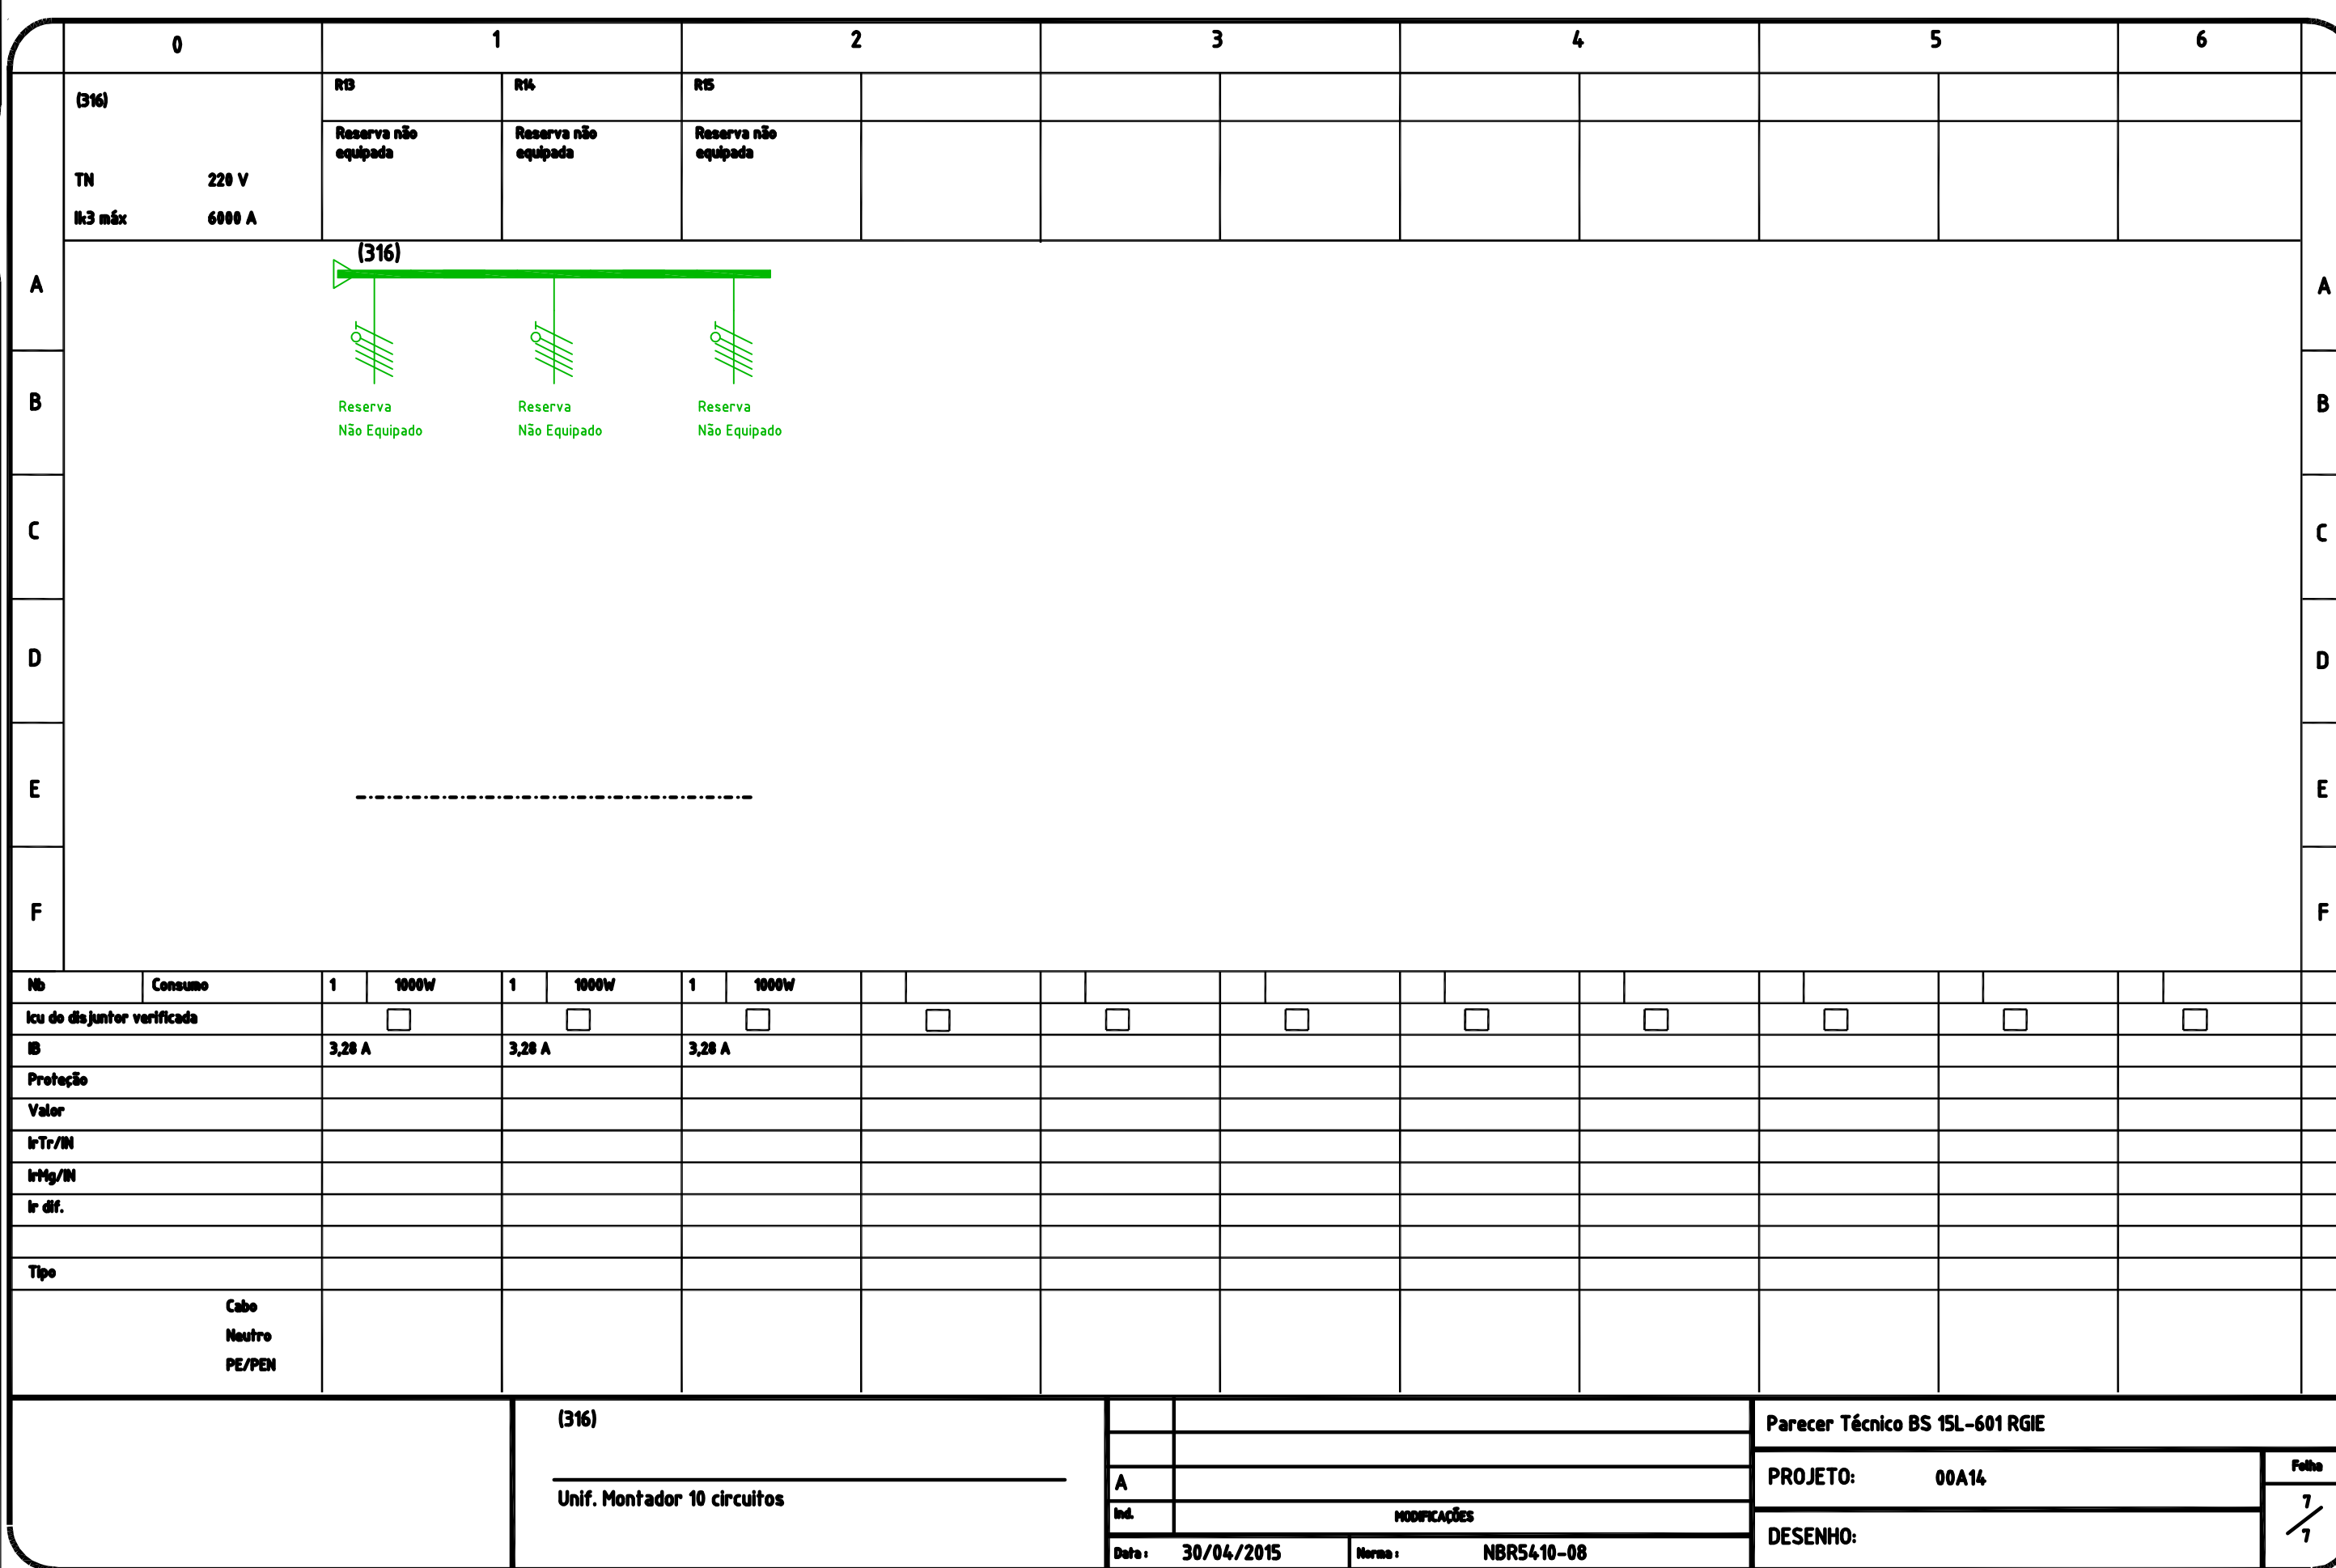 0 1 2 3 4 5 6
(316) R13 R14 R15
Reserva não Reserva não Reserva não
equipada equipada equipada
TN 220 V
Ik3 máx 6000 A
(316)
A A
Reserva Reserva Reserva
B B
Não Equipado Não Equipado Não Equipado
C C
D D
E E
F F
Nb Consumo 1 1000W 1 1000W 1 1000W
Icu do disjuntor verificada
IB 3,28 A 3,28 A 3,28 A
Proteção
Valor
IrTr/IN
IrMg/IN
Ir dif.
Tipo
Cabo
Neutro
PE/PEN
(316)
Unif. Montador 10 circuitos
A
Ind. MODIFICAÇÕES
Data : 30/04/2015 Norma : NBR5410-08
Parecer Técnico BS 15L-601 RGIE
PROJETO: 00A14
Folha
7/7
DESENHO: